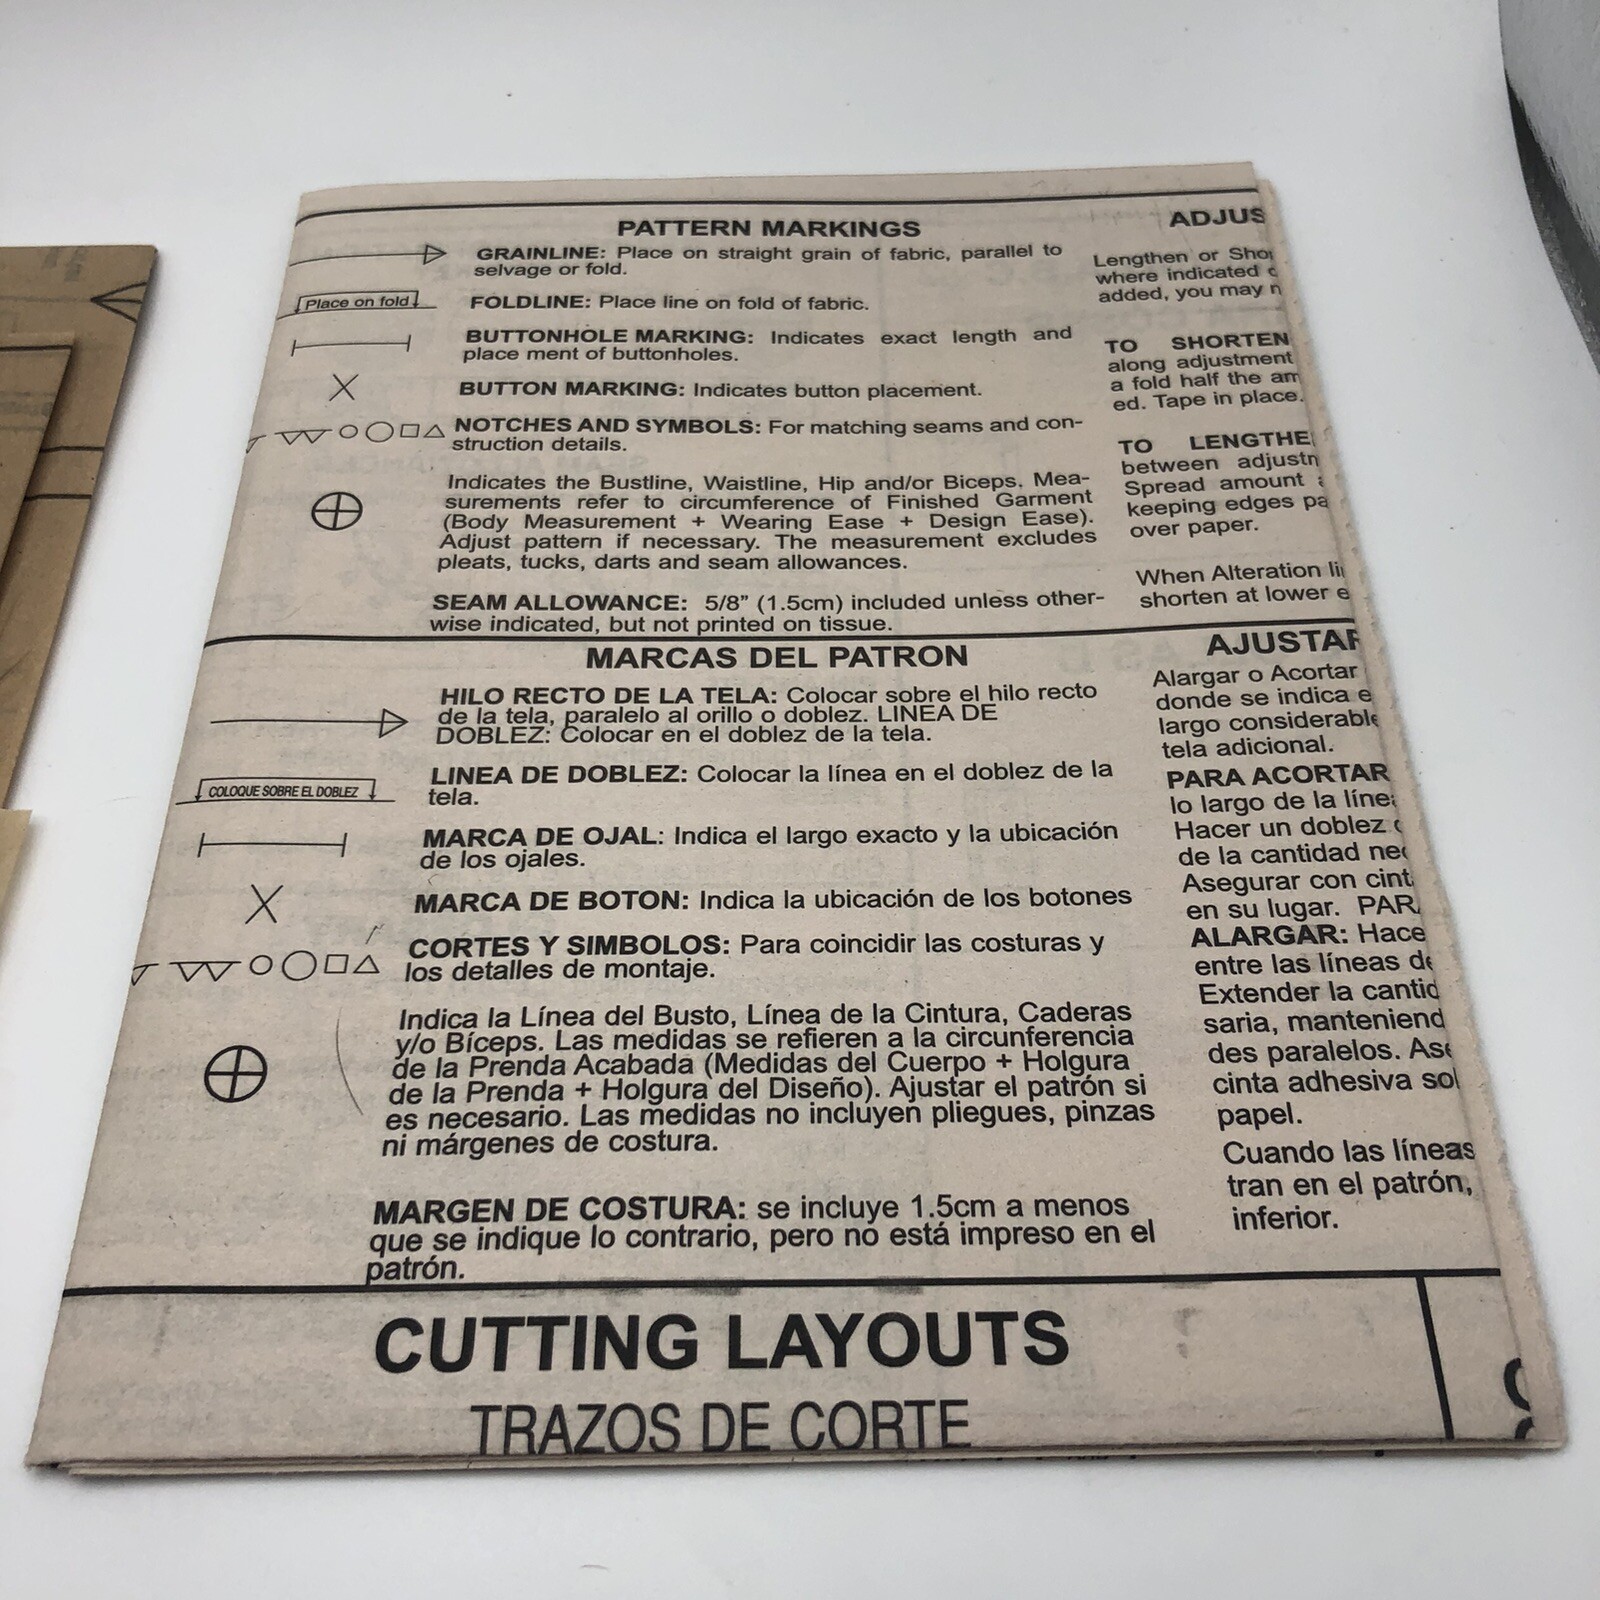 PATTERN MARKINGS
GRAINLINE: Place on straight grain of fabric, parallel to
selvage or fold.
Place on fold
FOLDLINE: Place line on fold of fabric.
BUTTONHOLE MARKING: Indicates exact length and
place ment of buttonholes.
X
BUTTON MARKING: Indicates button placement.
NOTCHES AND SYMBOLS: For matching seams and con-
struction details.
Indicates the Bustline, Waistline, Hip and/or Biceps. Mea-
surements refer to circumference of Finished Garment
(Body Measurement + Wearing Ease + Design Ease).
Adjust pattern if necessary. The measurement excludes
pleats, tucks, darts and seam allowances.
SEAM ALLOWANCE: 5/8" (1.5cm) included unless other-
wise indicated, but not printed on tissue.
ADJUS
Lengthen or Sho
where indicated
added, you may
TO SHORTEN
along adjustment
a fold half the am
ed. Tape in place.
TO LENGTHE
between adjustn
Spread amount
keeping edges pa
over paper.
When Alteration li
shorten at lower e
MARCAS DEL PATRON
HILO RECTO DE LA TELA: Colocar sobre el hilo recto
de la tela, paralelo al orillo o doblez. LINEA DE
DOBLEZ: Colocar en el doblez de la tela.
COLOQUE SOBRE EL DOBLEZ
LINEA DE DOBLEZ: Colocar la línea en el doblez de la
tela.
MARCA DE OJAL: Indica el largo exacto y la ubicación
de los ojales.
X
MARCA DE BOTON: Indica la ubicación de los botones
CORTES Y SIMBOLOS: Para coincidir las costuras y
los detalles de montaje.
Indica la Línea del Busto, Línea de la Cintura, Caderas
y/o Bíceps. Las medidas se refieren a la circunferencia
de la Prenda Acabada (Medidas del Cuerpo + Holgura
de la Prenda + Holgura del Diseño). Ajustar el patrón si
es necesario. Las medidas no incluyen pliegues, pinzas
ni márgenes de costura.
MARGEN DE COSTURA: se incluye 1.5cm a menos
que se indique lo contrario, pero no está impreso en el
patrón.
AJUSTAR
Alargar o Acortar
donde se indica e
largo considerable
tela adicional.
PARA ACORTAR
lo largo de la líne
Hacer un doblez
de la cantidad ne
Asegurar con cint
en su lugar. PAR
ALARGAR: Hace
entre las líneas de
Extender la cantid
saria, manteniend
des paralelos. Ase
cinta adhesiva so
papel.
Cuando las líneas
tran en el patrón,
inferior.
CUTTING LAYOUTS
TRAZOS DE CORTE